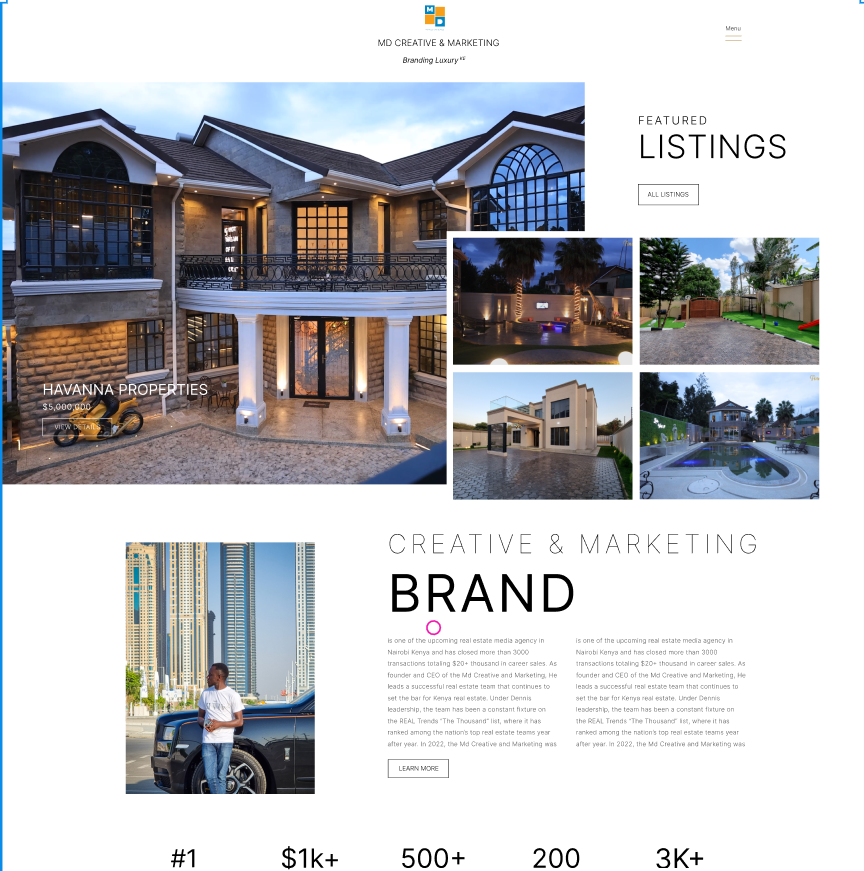 MD
MD CREATIVE & MARKETING
Branding Luxury KE
Menu
FEATURED
LISTINGS
ALL LISTINGS
HAVANNA PROPERTIES
$5,000,000
VIEW DETAILS
CREATIVE & MARKETING
BRAND
is one of the upcoming real estate media agency in
Nairobi Kenya and has closed more than 3000
transactions totaling $20+ thousand in career sales. As
founder and CEO of the Md Creative and Marketing, He
leads a successful real estate team that continues to
set the bar for Kenya real estate. Under Dennis
leadership, the team has been a constant fixture on
the REAL Trends "The Thousand" list, where it has
ranked among the nation's top real estate teams year
after year. In 2022, the Md Creative and Marketing was
is one of the upcoming real estate media agency in
Nairobi Kenya and has closed more than 3000
transactions totaling $20+ thousand in career sales. As
founder and CEO of the Md Creative and Marketing, He
leads a successful real estate team that continues to
set the bar for Kenya real estate. Under Dennis
leadership, the team has been a constant fixture on
the REAL Trends "The Thousand" list, where it has
ranked among the nation's top real estate teams year
after year. In 2022, the Md Creative and Marketing was
LEARN MORE
#1
$1k+
500+
200
3K+